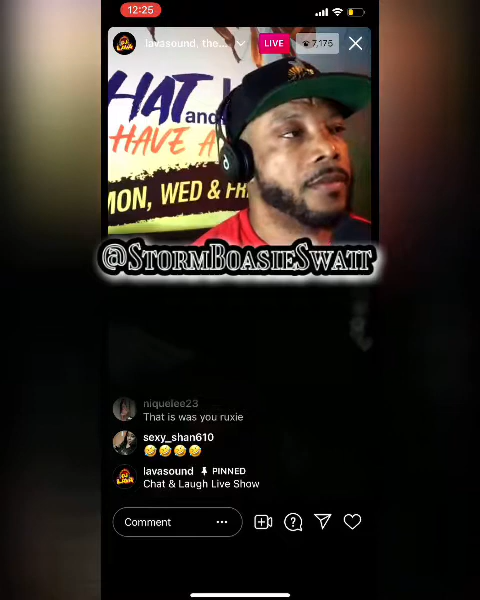 12:25
lavasound, the...
LIVE
7,175
HAT
and
HAVE A
MON, WED & FR
@STORMBOASIESWATT
niquelee23
That is was you ruxie
sexy_shan610
🤣🤣🤣🤣
lavasound PINNED
Chat & Laugh Live Show
Comment ...